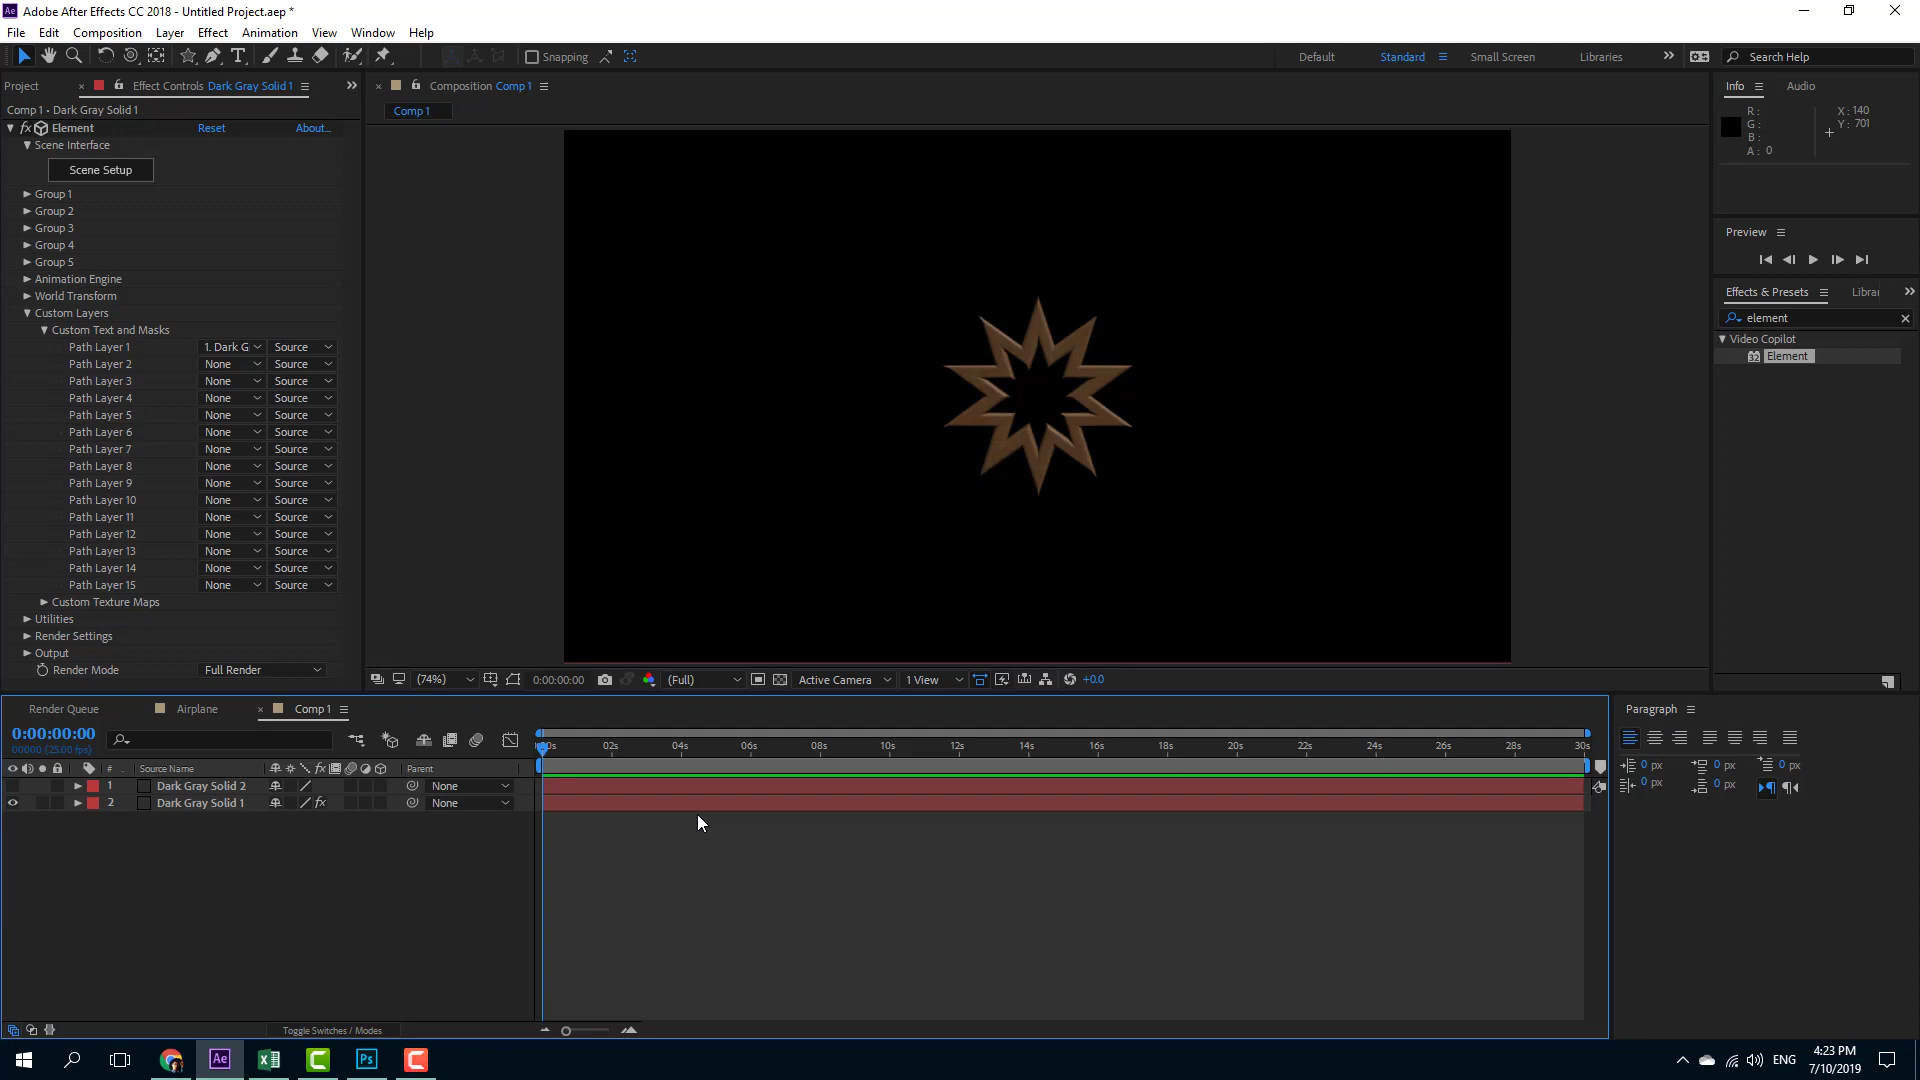 Adobe After Effects CC 2018 - Untitled Project.aep *
File Edit Composition Layer Effect Animation View Window Help
Snapping
Default Standard Small Screen Libraries Search Help
Project Effect Controls Dark Gray Solid 1
Composition Comp 1
Info Audio
Comp 1 • Dark Gray Solid 1
Comp 1
R:
G:
B:
A: 0
X: 140
Y: 701
fx Element Reset About...
Scene Interface
Scene Setup
Group 1
Group 2
Group 3
Group 4
Group 5
Animation Engine
World Transform
Custom Layers
Custom Text and Masks
Path Layer 1 1. Dark G Source
Path Layer 2 None Source
Path Layer 3 None Source
Path Layer 4 None Source
Path Layer 5 None Source
Path Layer 6 None Source
Path Layer 7 None Source
Path Layer 8 None Source
Path Layer 9 None Source
Path Layer 10 None Source
Path Layer 11 None Source
Path Layer 12 None Source
Path Layer 13 None Source
Path Layer 14 None Source
Path Layer 15 None Source
Custom Texture Maps
Utilities
Render Settings
Output
Render Mode Full Render
Preview
Effects & Presets Librar
element
Video Copilot
32 Element
(74%) 0:00:00:00 (Full) Active Camera 1 View +0.0
Render Queue Airplane Comp 1
0:00:00:00
00000 (25.00 fps)
00s 02s 04s 06s 08s 10s 12s 14s 16s 18s 20s 22s 24s 26s 28s 30s
# Source Name fx Parent
1 Dark Gray Solid 2 None
2 Dark Gray Solid 1 fx None
Toggle Switches / Modes
Paragraph
0 px 0 px 0 px
0 px 0 px
Ae Ps
ENG
4:23 PM
7/10/2019